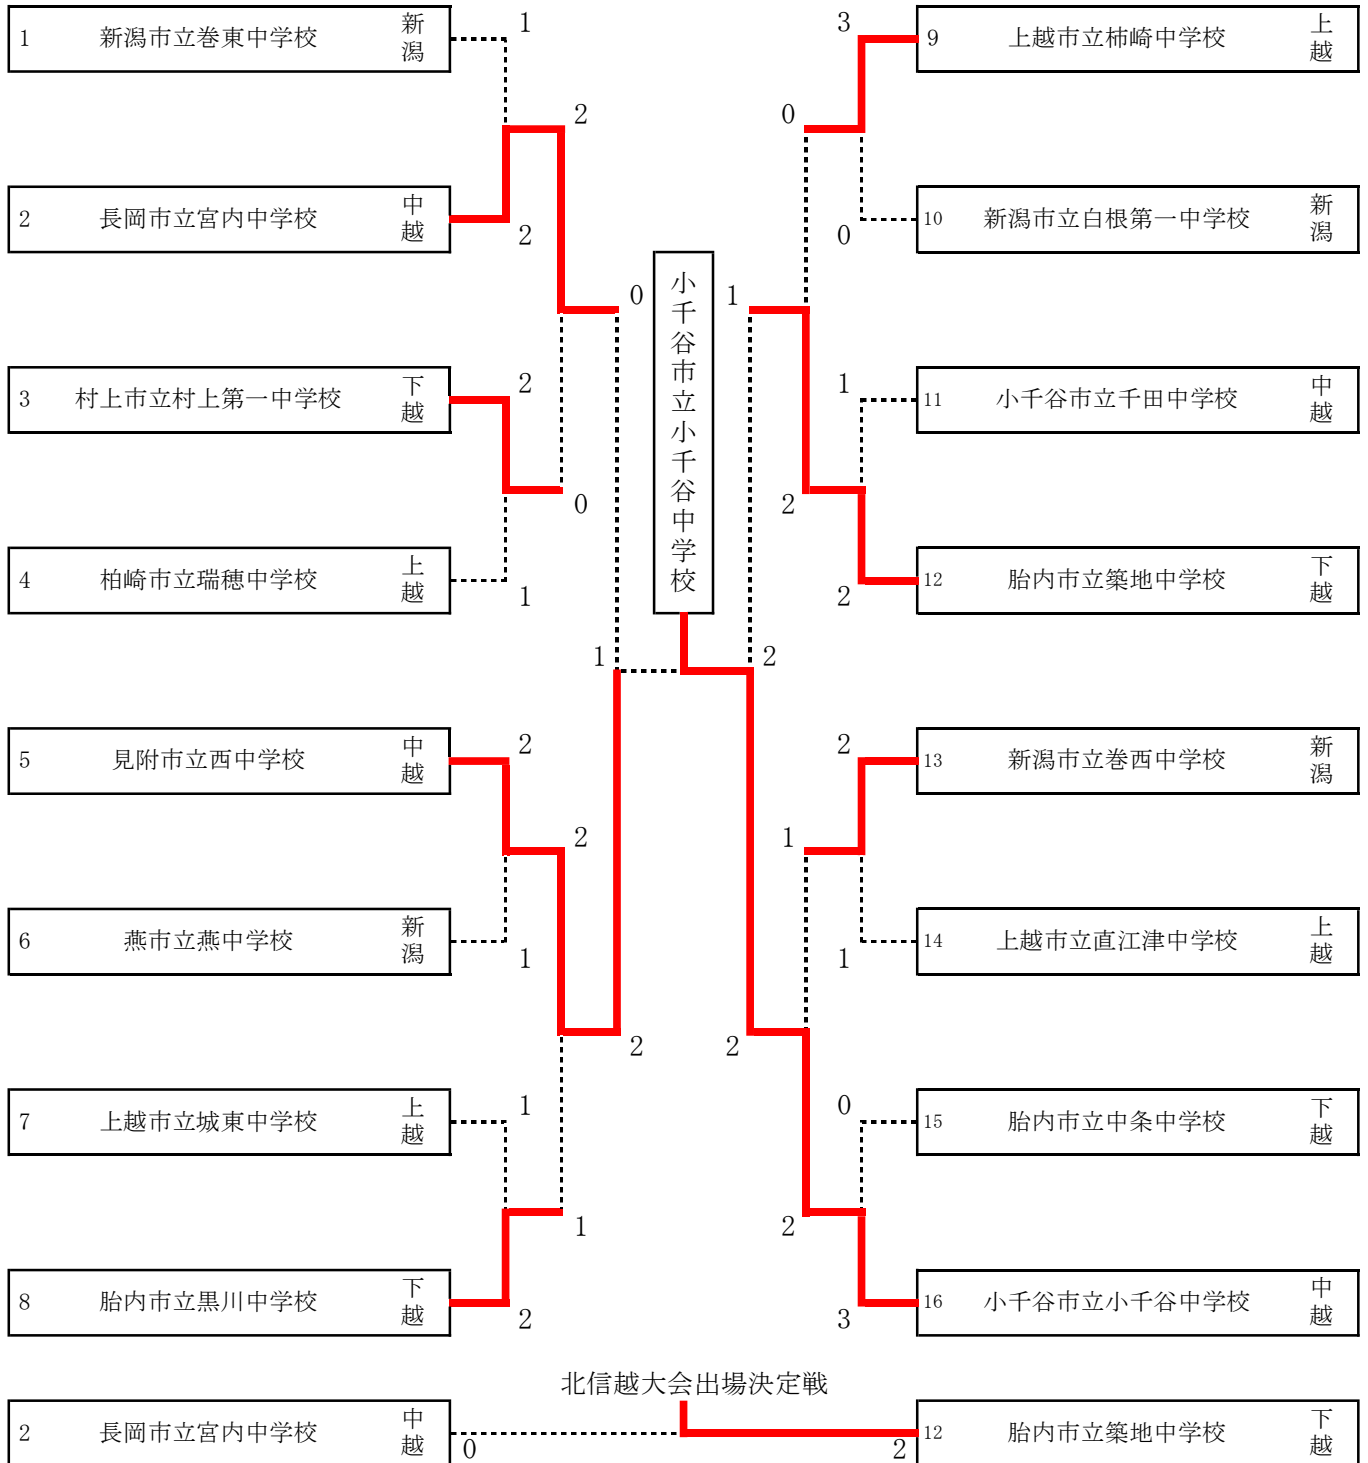 1 新潟市立巻東中学校 新潟
1
2 長岡市立宮内中学校 中越
2
2
3 村上市立村上第一中学校 下越
2
4 柏崎市立瑞穂中学校 上越
1
0
0
5 見附市立西中学校 中越
2
6 燕市立燕中学校 新潟
1
2
7 上越市立城東中学校 上越
1
8 胎内市立黒川中学校 下越
2
1
2
1
小千谷市立小千谷中学校
2
9 上越市立柿崎中学校 上越
3
10 新潟市立白根第一中学校 新潟
0
0
11 小千谷市立千田中学校 中越
1
12 胎内市立築地中学校 下越
2
2
1
13 新潟市立巻西中学校 新潟
2
14 上越市立直江津中学校 上越
1
1
15 胎内市立中条中学校 下越
0
16 小千谷市立小千谷中学校 中越
3
2
2
北信越大会出場決定戦
2 長岡市立宮内中学校 中越
0
2
12 胎内市立築地中学校 下越